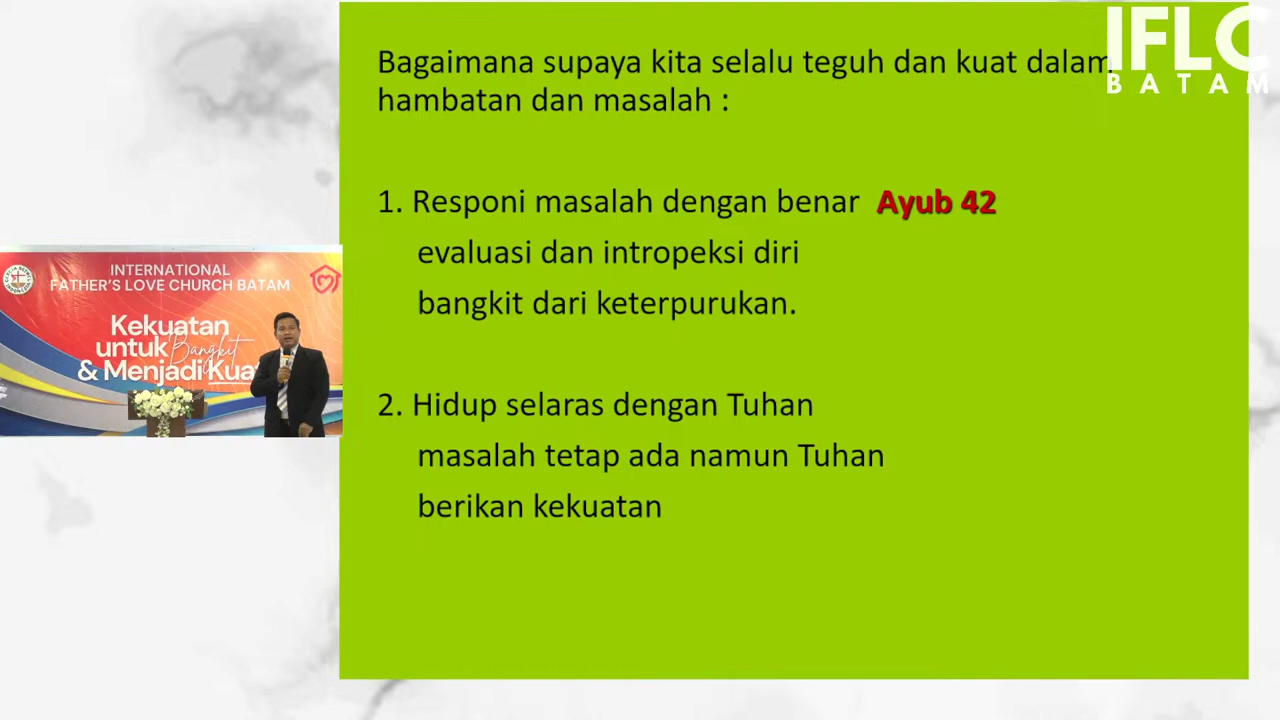 IFLC
BATAM
Bagaimana supaya kita selalu teguh dan kuat dalam
hambatan dan masalah :
1. Responi masalah dengan benar Ayub 42
evaluasi dan intropeksi diri
bangkit dari keterpurukan.
2. Hidup selaras dengan Tuhan
masalah tetap ada namun Tuhan
berikan kekuatan
INTERNATIONAL
FATHER'S LOVE CHURCH BATAM
Kekuatan
untuk Bangkit
& Menjadi Kuat